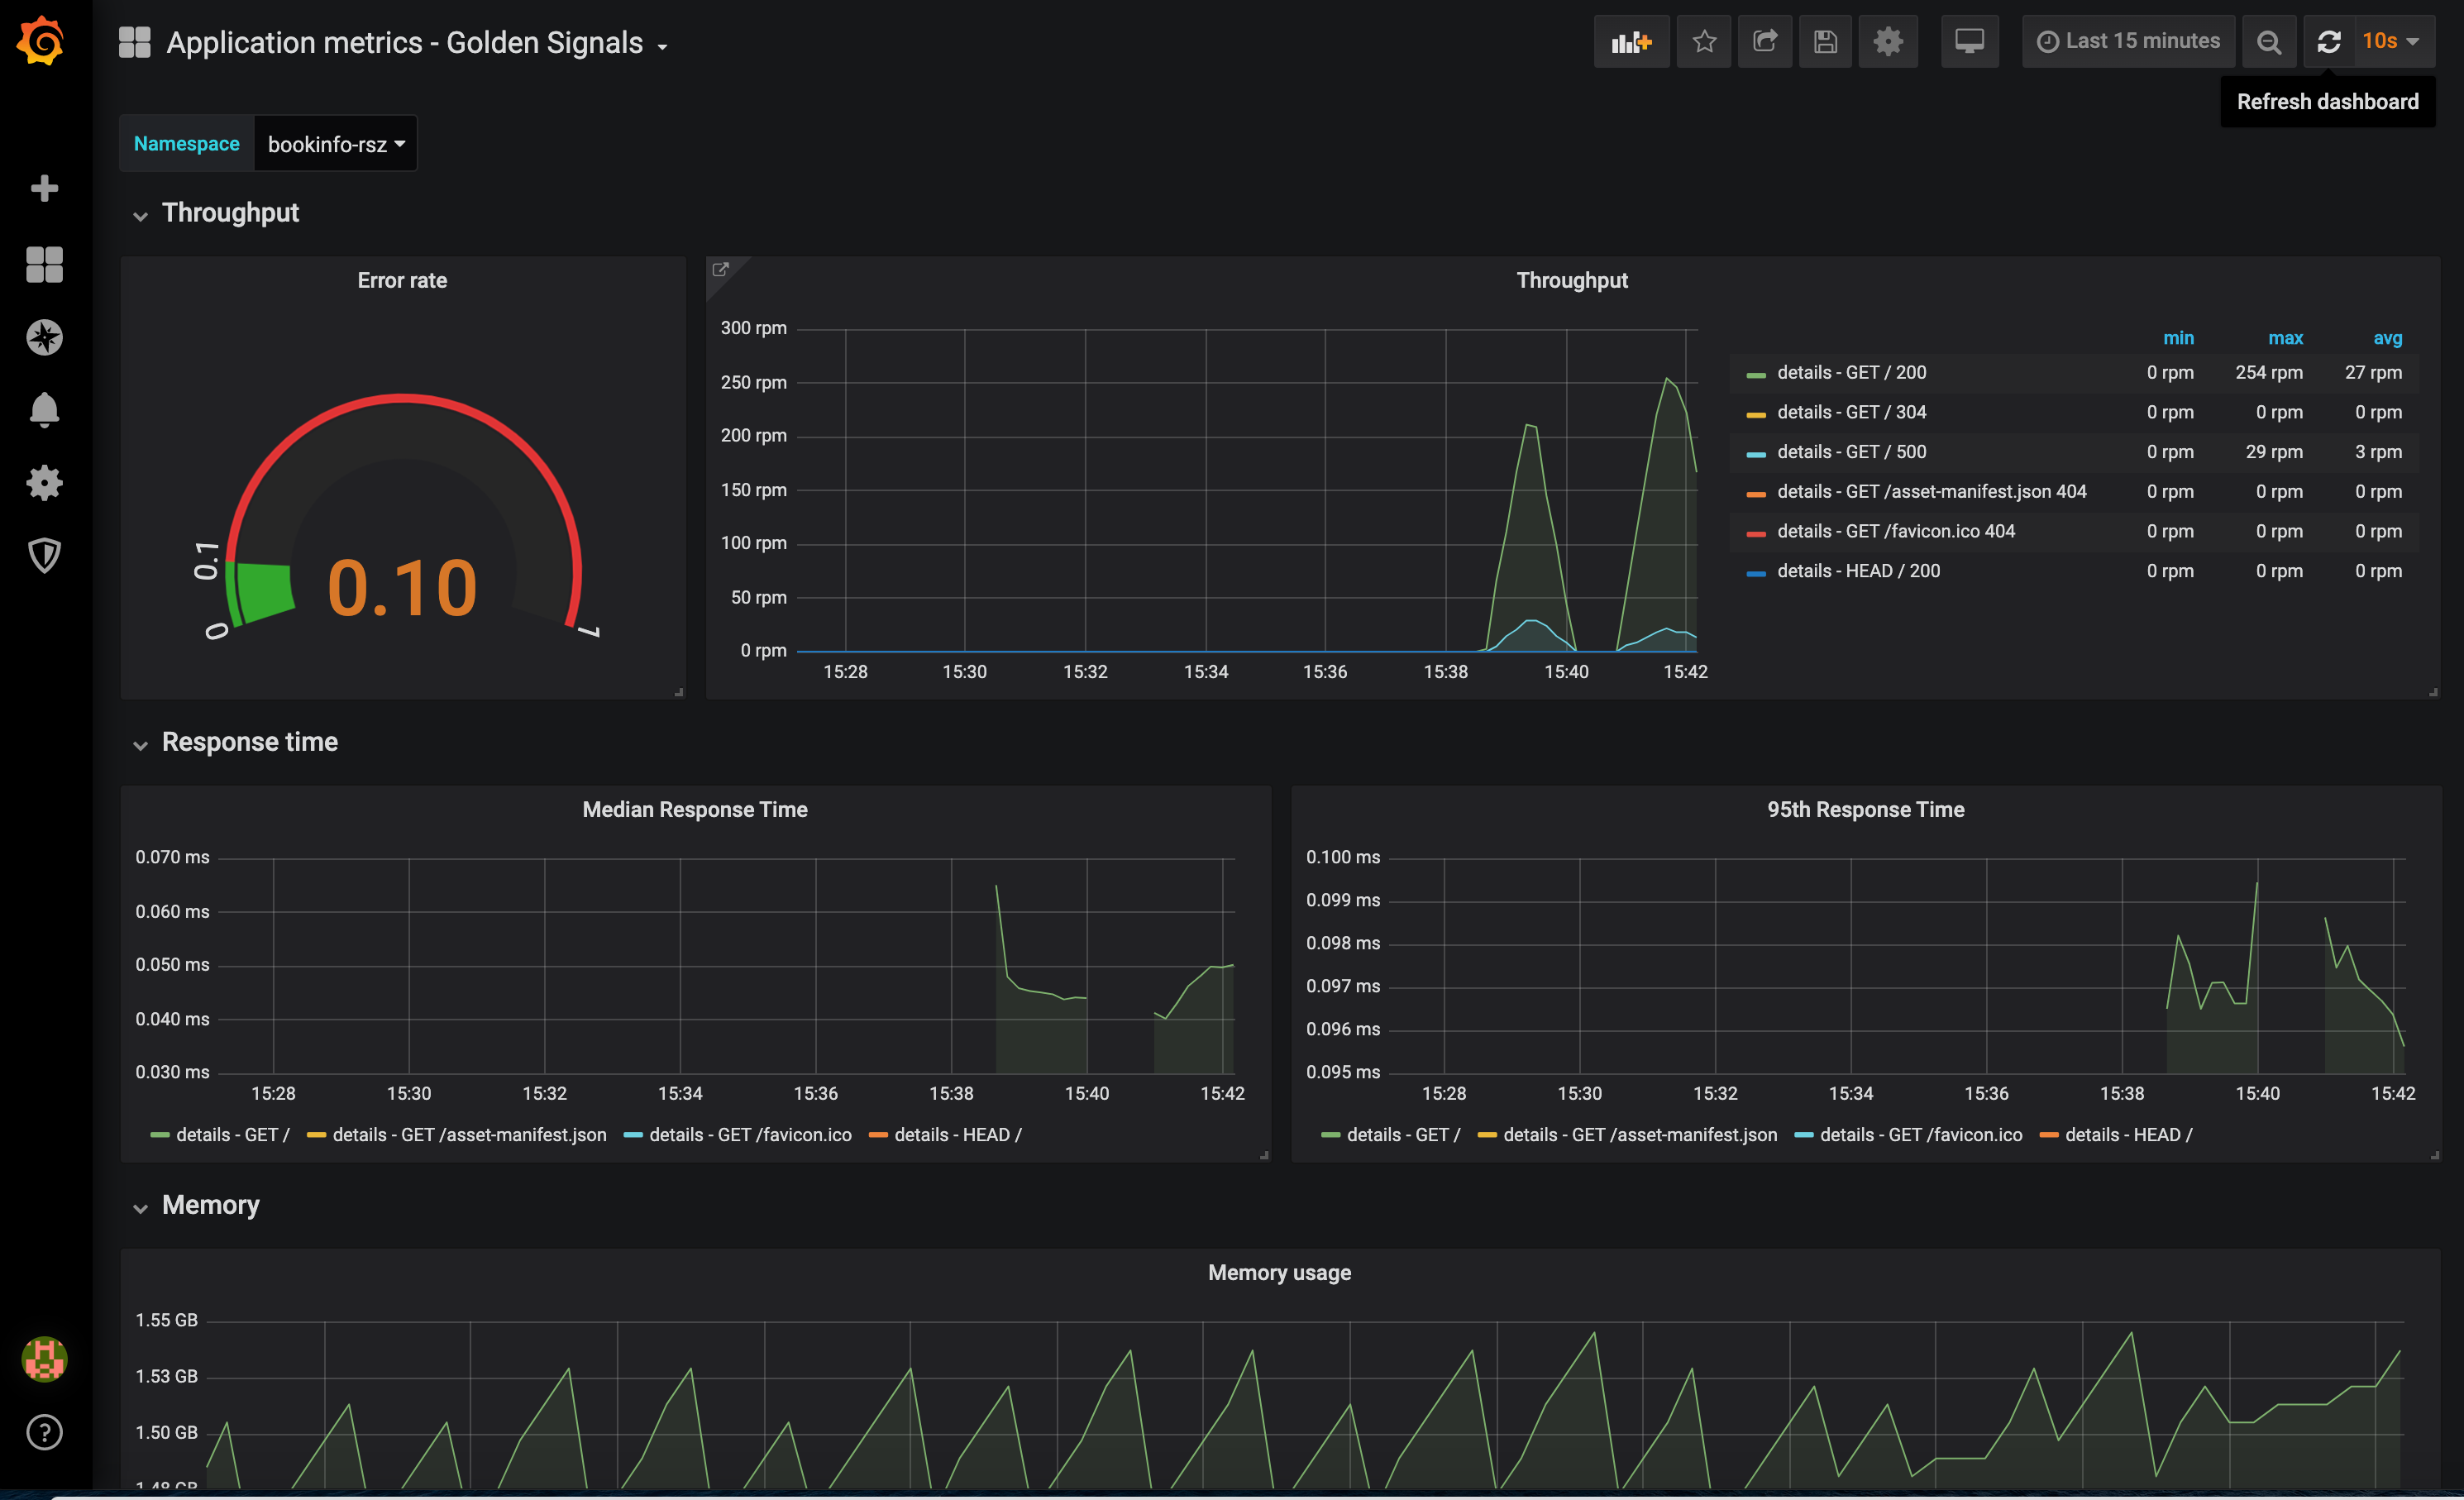 Application metrics - Golden Signals
Last 15 minutes
10s
Refresh dashboard
Namespace
bookinfo-rsz
Throughput
Error rate
0.1
0
1
0.10
Throughput
300 rpm
250 rpm
200 rpm
150 rpm
100 rpm
50 rpm
0 rpm
15:28 15:30 15:32 15:34 15:36 15:38 15:40 15:42
min max avg
details - GET / 200 0 rpm 254 rpm 27 rpm
details - GET / 304 0 rpm 0 rpm 0 rpm
details - GET / 500 0 rpm 29 rpm 3 rpm
details - GET /asset-manifest.json 404 0 rpm 0 rpm 0 rpm
details - GET /favicon.ico 404 0 rpm 0 rpm 0 rpm
details - HEAD / 200 0 rpm 0 rpm 0 rpm
Response time
Median Response Time
0.070 ms
0.060 ms
0.050 ms
0.040 ms
0.030 ms
15:28 15:30 15:32 15:34 15:36 15:38 15:40 15:42
details - GET / details - GET /asset-manifest.json details - GET /favicon.ico details - HEAD /
95th Response Time
0.100 ms
0.099 ms
0.098 ms
0.097 ms
0.096 ms
0.095 ms
15:28 15:30 15:32 15:34 15:36 15:38 15:40 15:42
details - GET / details - GET /asset-manifest.json details - GET /favicon.ico details - HEAD /
Memory
Memory usage
1.55 GB
1.53 GB
1.50 GB
1.48 GB
?